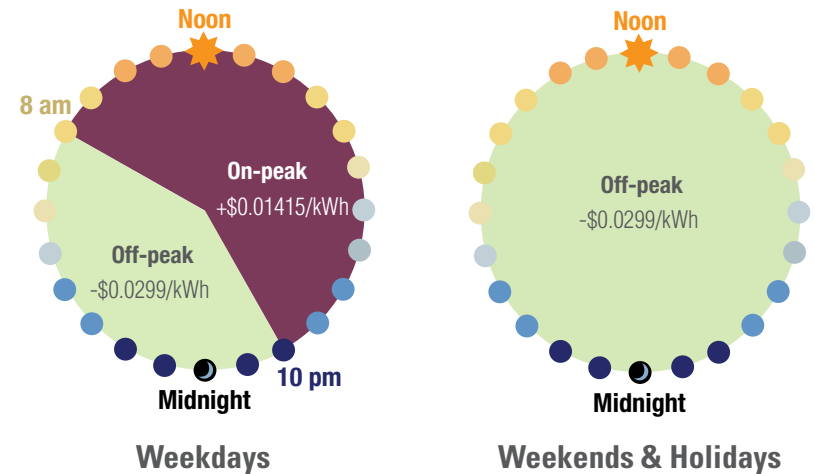 Noon
8 am
On-peak
+$0.01415/kWh
Off-peak
-$0.0299/kWh
10 pm
Midnight
Weekdays
Noon
Off-peak
-$0.0299/kWh
Midnight
Weekends & Holidays